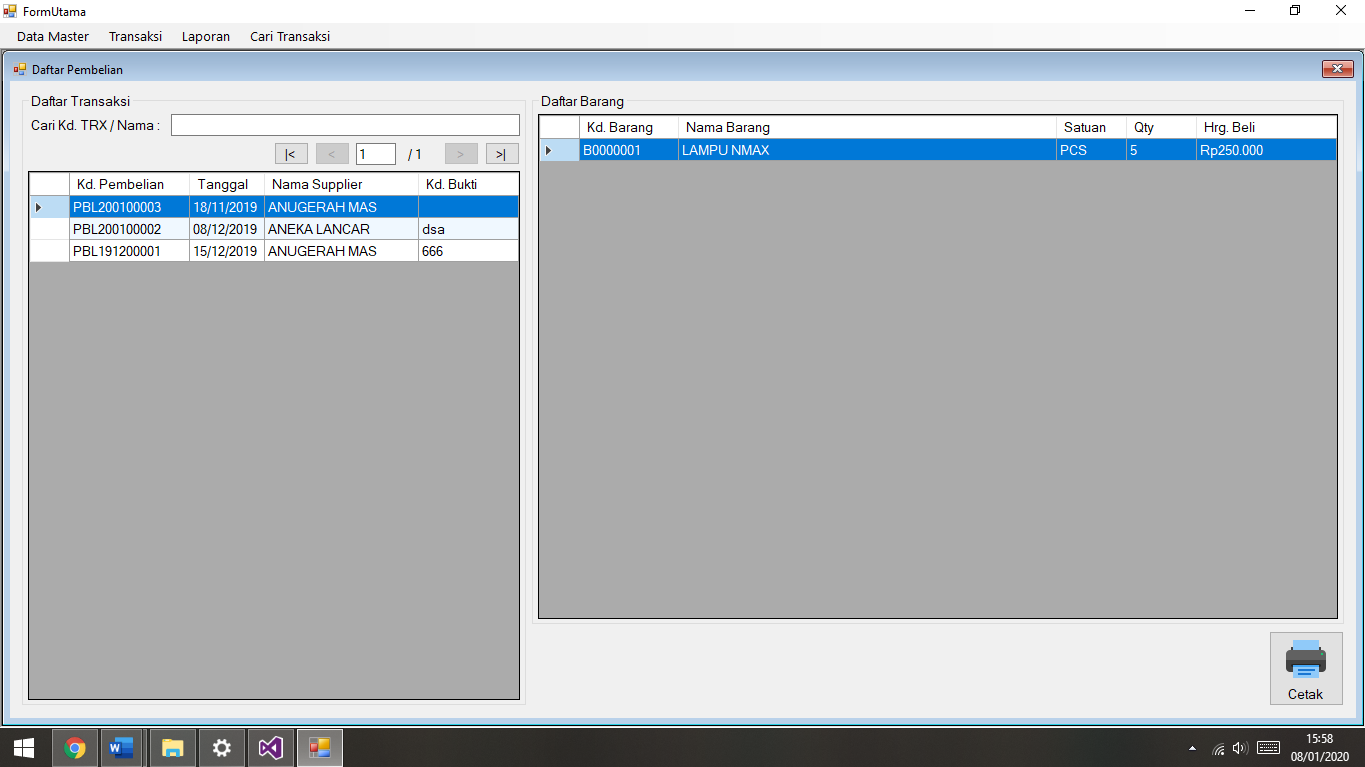 FormUtama
Data Master Transaksi Laporan Cari Transaksi
Daftar Pembelian
Daftar Transaksi
Cari Kd. TRX / Nama :
|< < 1 / 1 > >|
Kd. Pembelian Tanggal Nama Supplier Kd. Bukti
PBL200100003 18/11/2019 ANUGERAH MAS
PBL200100002 08/12/2019 ANEKA LANCAR dsa
PBL191200001 15/12/2019 ANUGERAH MAS 666
Daftar Barang
Kd. Barang Nama Barang Satuan Qty Hrg. Beli
B0000001 LAMPU NMAX PCS 5 Rp250.000
Cetak
15:58
08/01/2020